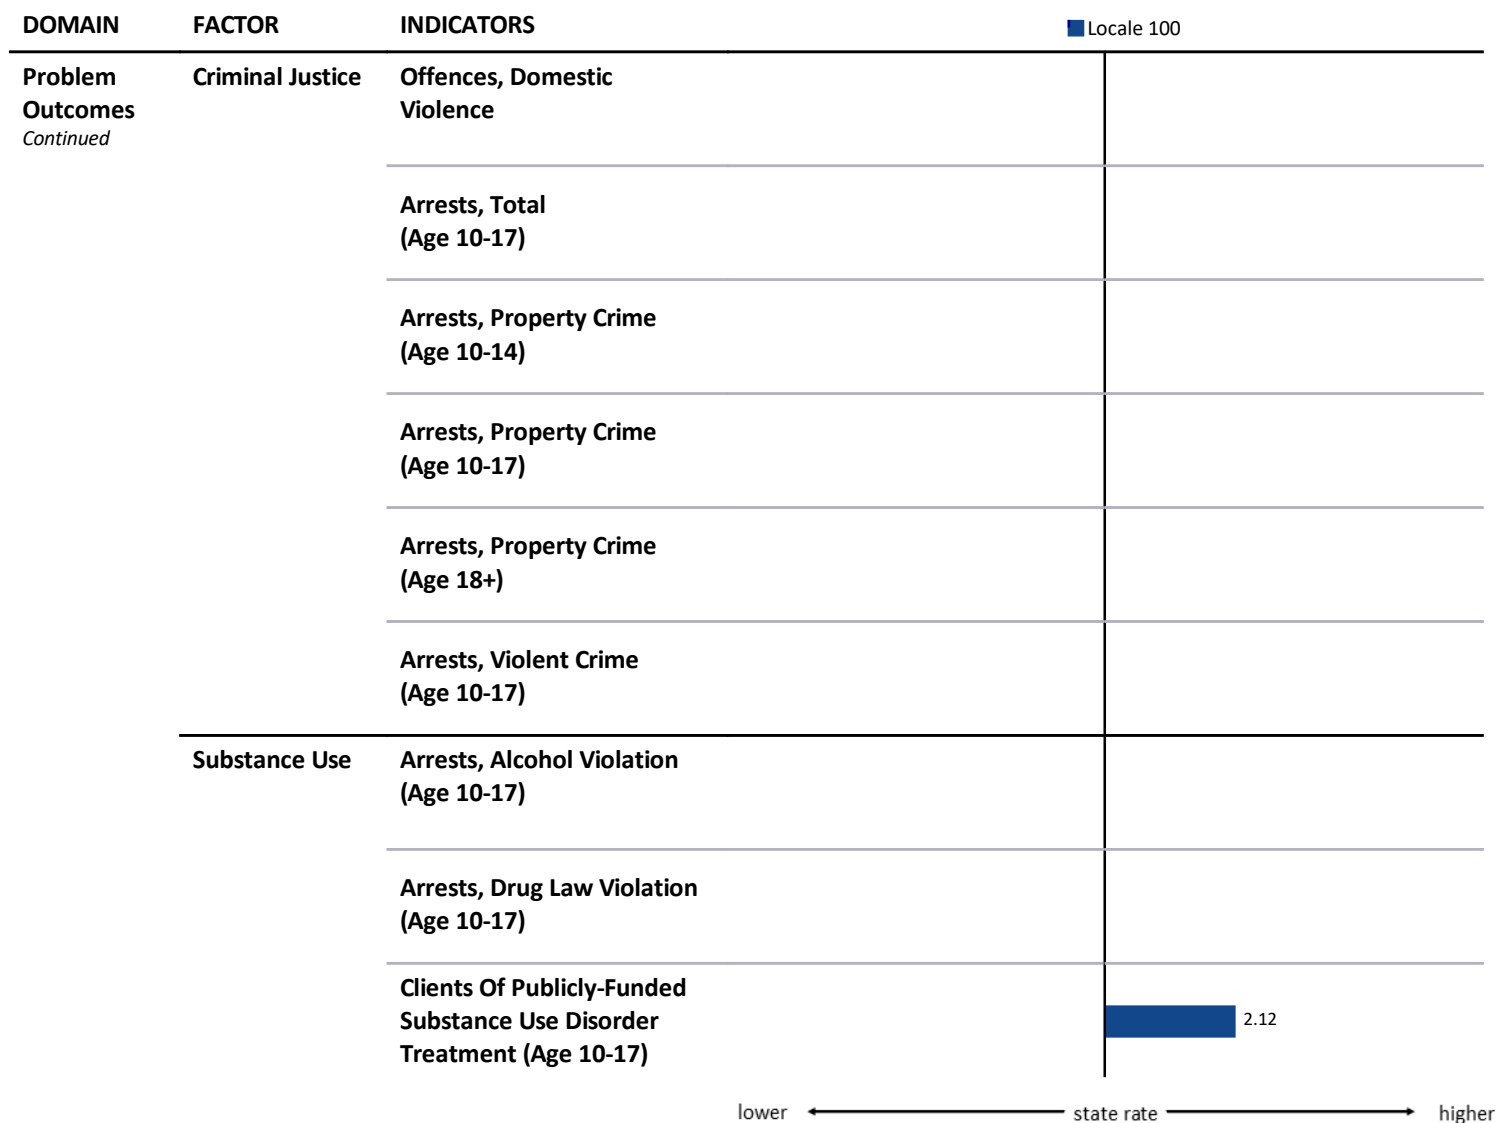 DOMAIN FACTOR INDICATORS Locale 100
Problem Outcomes Continued
Criminal Justice
Offences, Domestic
Violence
Arrests, Total
(Age 10-17)
Arrests, Property Crime
(Age 10-14)
Arrests, Property Crime
(Age 10-17)
Arrests, Property Crime
(Age 18+)
Arrests, Violent Crime
(Age 10-17)
Substance Use
Arrests, Alcohol Violation
(Age 10-17)
Arrests, Drug Law Violation
(Age 10-17)
Clients Of Publicly-Funded
Substance Use Disorder
Treatment (Age 10-17)
2.12
lower state rate higher